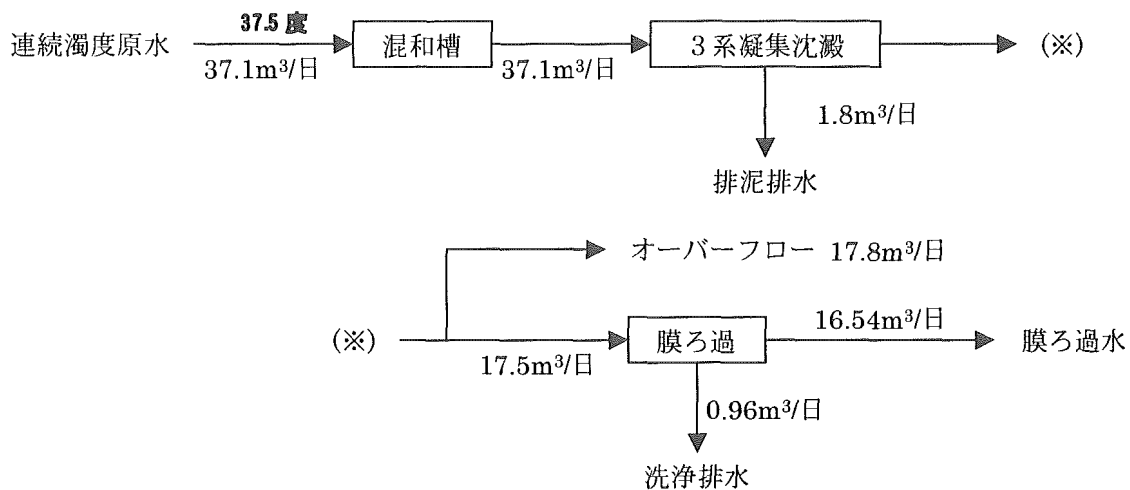 37.5 度
連続濁度原水
混和槽
3系凝集沈澱
(※)
37.1m³/日
37.1m³/日
1.8m³/日
排泥排水
オーバーフロー 17.8m³/日
16.54m³/日
(※)
膜ろ過
膜ろ過水
17.5m³/日
0.96m³/日
洗浄排水